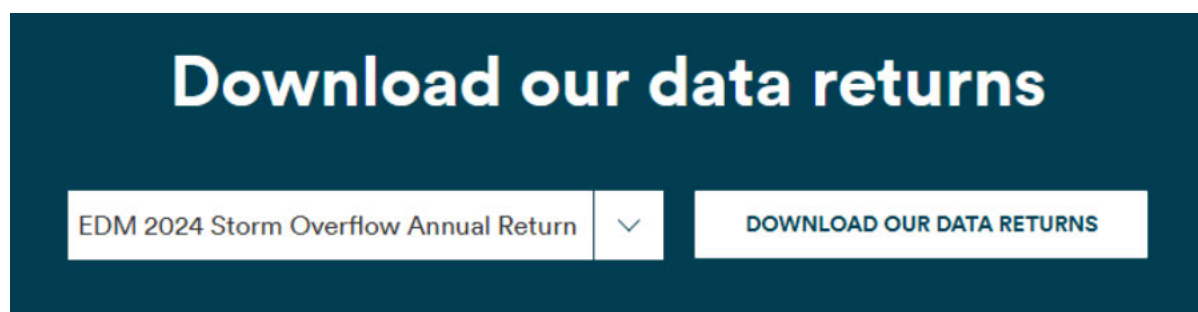 Download our data returns
EDM 2024 Storm Overflow Annual Return
DOWNLOAD OUR DATA RETURNS